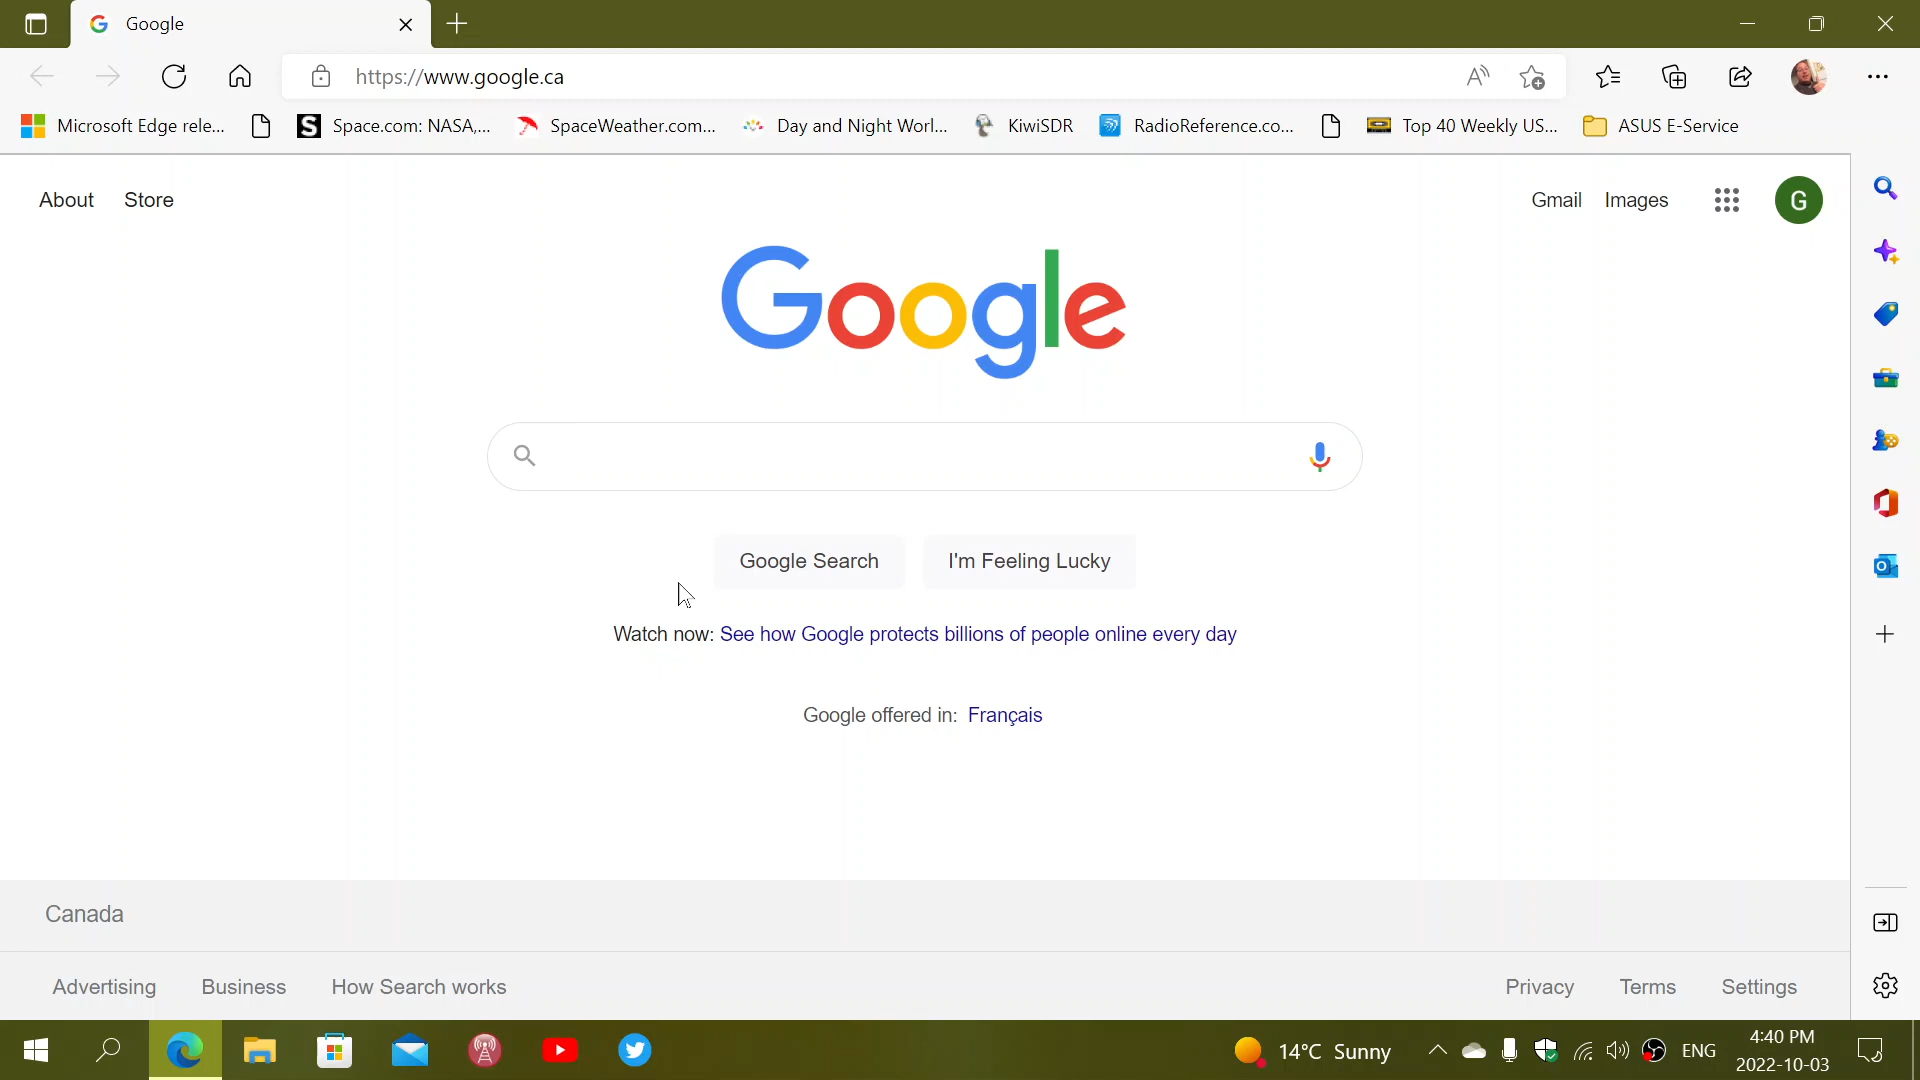 Google
https://www.google.ca
Microsoft Edge rele...
Space.com: NASA,...
SpaceWeather.com...
Day and Night Worl...
KiwiSDR
RadioReference.co...
Top 40 Weekly US...
ASUS E-Service
About
Store
Gmail
Images
G
Google
Google Search
I'm Feeling Lucky
Watch now: See how Google protects billions of people online every day
Google offered in: Français
Canada
Advertising
Business
How Search works
Privacy
Terms
Settings
14°C Sunny
ENG
4:40 PM
2022-10-03